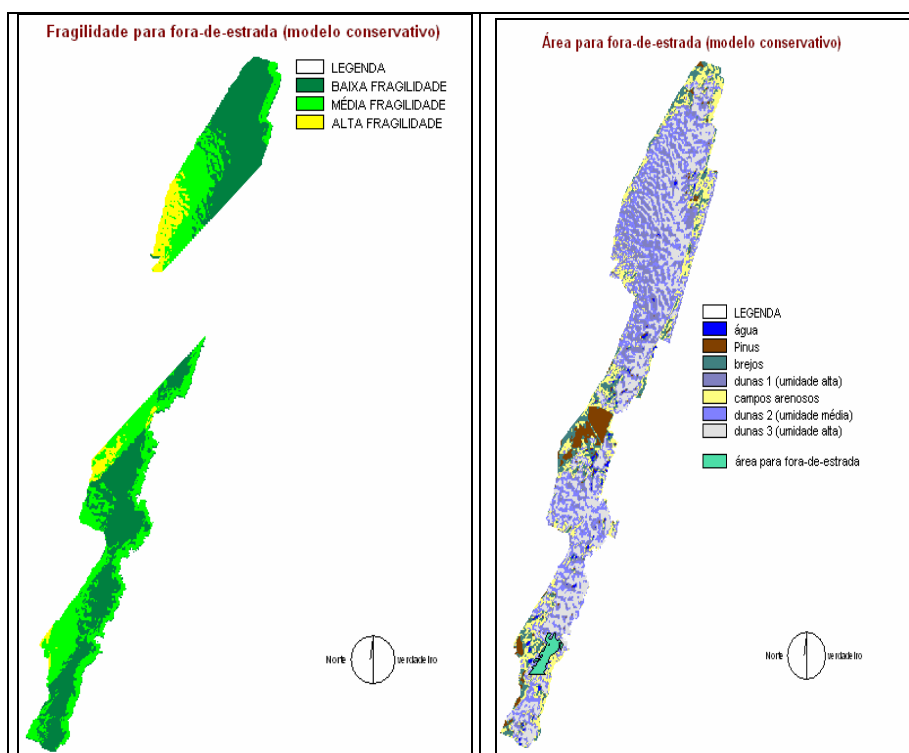 Fragilidade para fora-de-estrada (modelo conservativo)
LEGENDA
BAIXA FRAGILIDADE
MÉDIA FRAGILIDADE
ALTA FRAGILIDADE
Norte verdadeiro
Área para fora-de-estrada (modelo conservativo)
LEGENDA
água
Pinus
brejos
dunas 1 (umidade alta)
campos arenosos
dunas 2 (umidade média)
dunas 3 (umidade alta)
área para fora-de-estrada
Norte verdadeiro